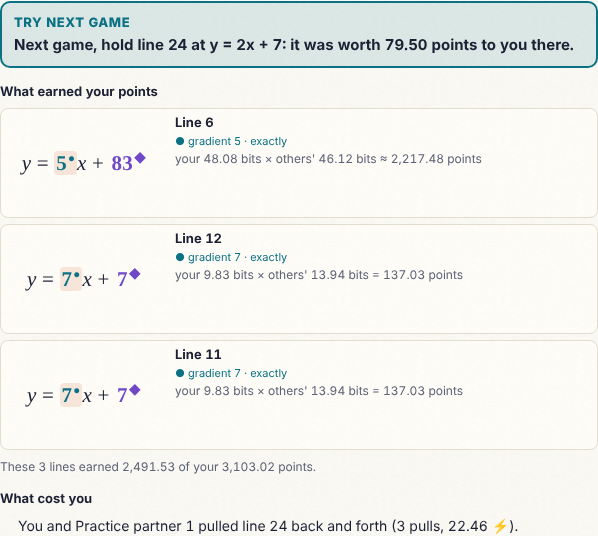 TRY NEXT GAME
Next game, hold line 24 at y = 2x + 7: it was worth 79.50 points to you there.
What earned your points
Line 6
gradient 5 · exactly
y = 5x + 83
your 48.08 bits × others' 46.12 bits ≈ 2,217.48 points
Line 12
gradient 7 · exactly
y = 7x + 7
your 9.83 bits × others' 13.94 bits = 137.03 points
Line 11
gradient 7 · exactly
y = 7x + 7
your 9.83 bits × others' 13.94 bits = 137.03 points
These 3 lines earned 2,491.53 of your 3,103.02 points.
What cost you
You and Practice partner 1 pulled line 24 back and forth (3 pulls, 22.46 ⚡).